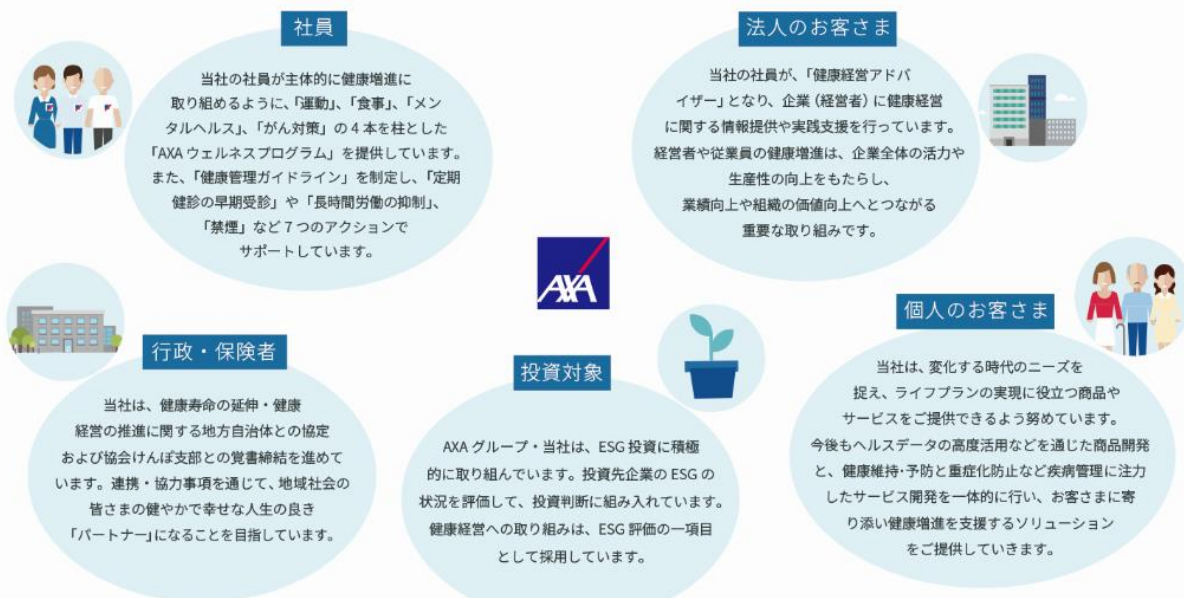 社員
当社の社員が主体的に健康増進に
取り組めるように、「運動」、「食事」、「メン
タルヘルス」、「がん対策」の4本を柱とした
「AXAウェルネスプログラム」を提供しています。
また、「健康管理ガイドライン」を制定し、「定期
健診の早期受診」や「長時間労働の抑制」、
「禁煙」など7つのアクションで
サポートしています。
法人のお客さま
当社の社員が、「健康経営アドバ
イザー」となり、企業（経営者）に健康経営
に関する情報提供や実践支援を行っています。
経営者や従業員の健康増進は、企業全体の活力や
生産性の向上をもたらし、
業績向上や組織の価値向上へとつながる
重要な取り組みです。
AXA
行政・保険者
当社は、健康寿命の延伸・健康
経営の推進に関する地方自治体との協定
および協会けんぽ支部との覚書締結を進めて
います。連携・協力事項を通じて、地域社会の
皆さまの健やかで幸せな人生の良き
「パートナー」になることを目指しています。
投資対象
AXAグループ・当社は、ESG投資に積極
的に取り組んでいます。投資先企業のESGの
状況を評価して、投資判断に組み入れています。
健康経営への取り組みは、ESG評価の一項目
として採用しています。
個人のお客さま
当社は、変化する時代のニーズを
捉え、ライフプランの実現に役立つ商品や
サービスをご提供できるよう努めています。
今後もヘルスデータの高度活用などを通じた商品開発
と、健康維持・予防と重症化防止など疾病管理に注力
したサービス開発を一体的に行い、お客さまに寄
り添い健康増進を支援するソリューション
をご提供していきます。